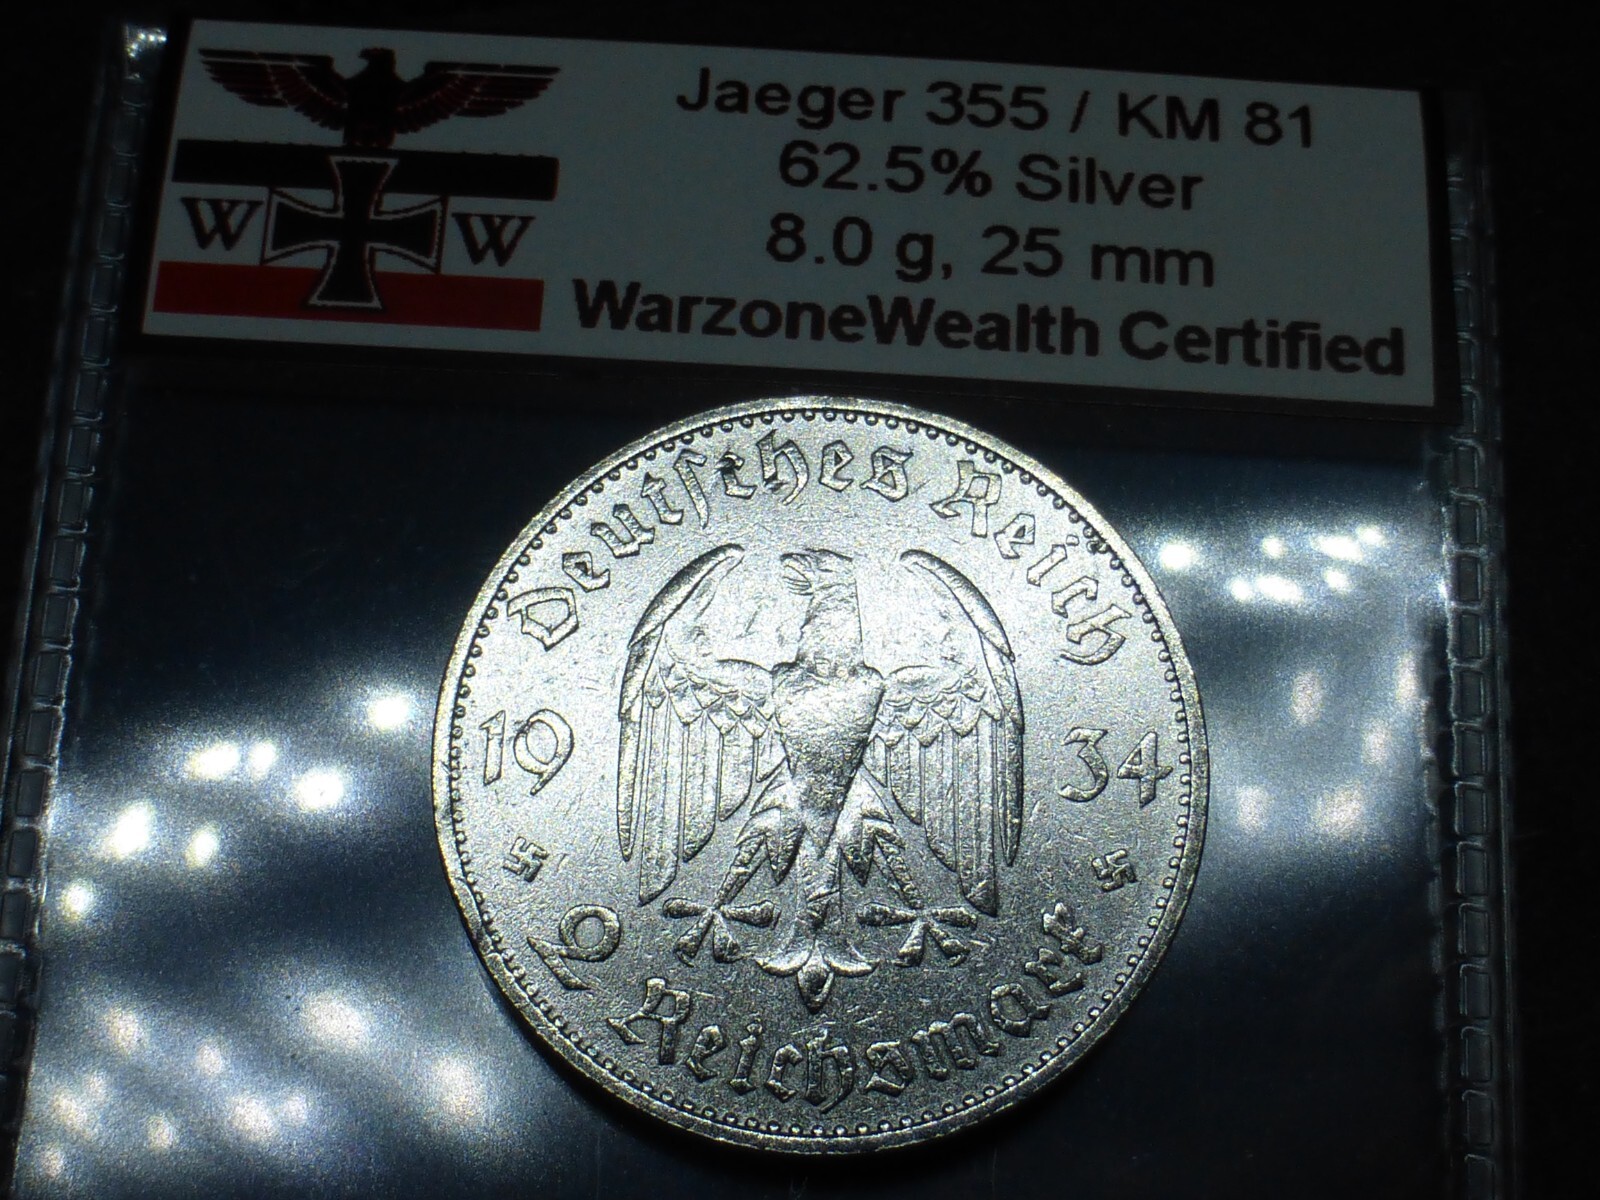 Jaeger 355 / KM 81
62.5% Silver
8.0 g, 25 mm
WarzoneWealth Certified
W W
Deutſches Reich
19 34
2 Reichsmark